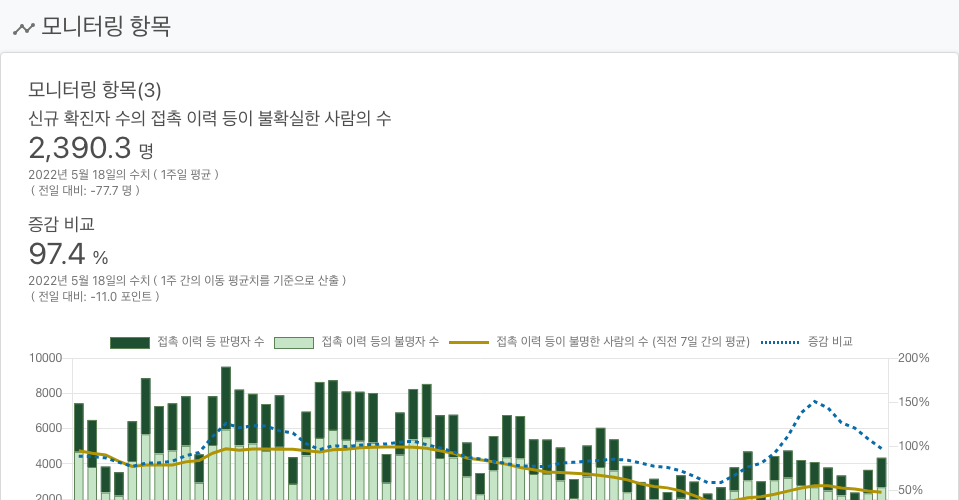 모니터링 항목
모니터링 항목(3)
신규 확진자 수의 접촉 이력 등이 불확실한 사람의 수
2,390.3 명
2022년 5월 18일의 수치 ( 1주일 평균 )
( 전일 대비: -77.7 명 )
증감 비교
97.4 %
2022년 5월 18일의 수치 ( 1주 간의 이동 평균치를 기준으로 산출 )
( 전일 대비: -11.0 포인트 )
접촉 이력 등 판명자 수 접촉 이력 등의 불명자 수 접촉 이력 등이 불명한 사람의 수 (직전 7일 간의 평균) 증감 비교
10000 200%
8000 150%
6000 100%
4000 50%
2000